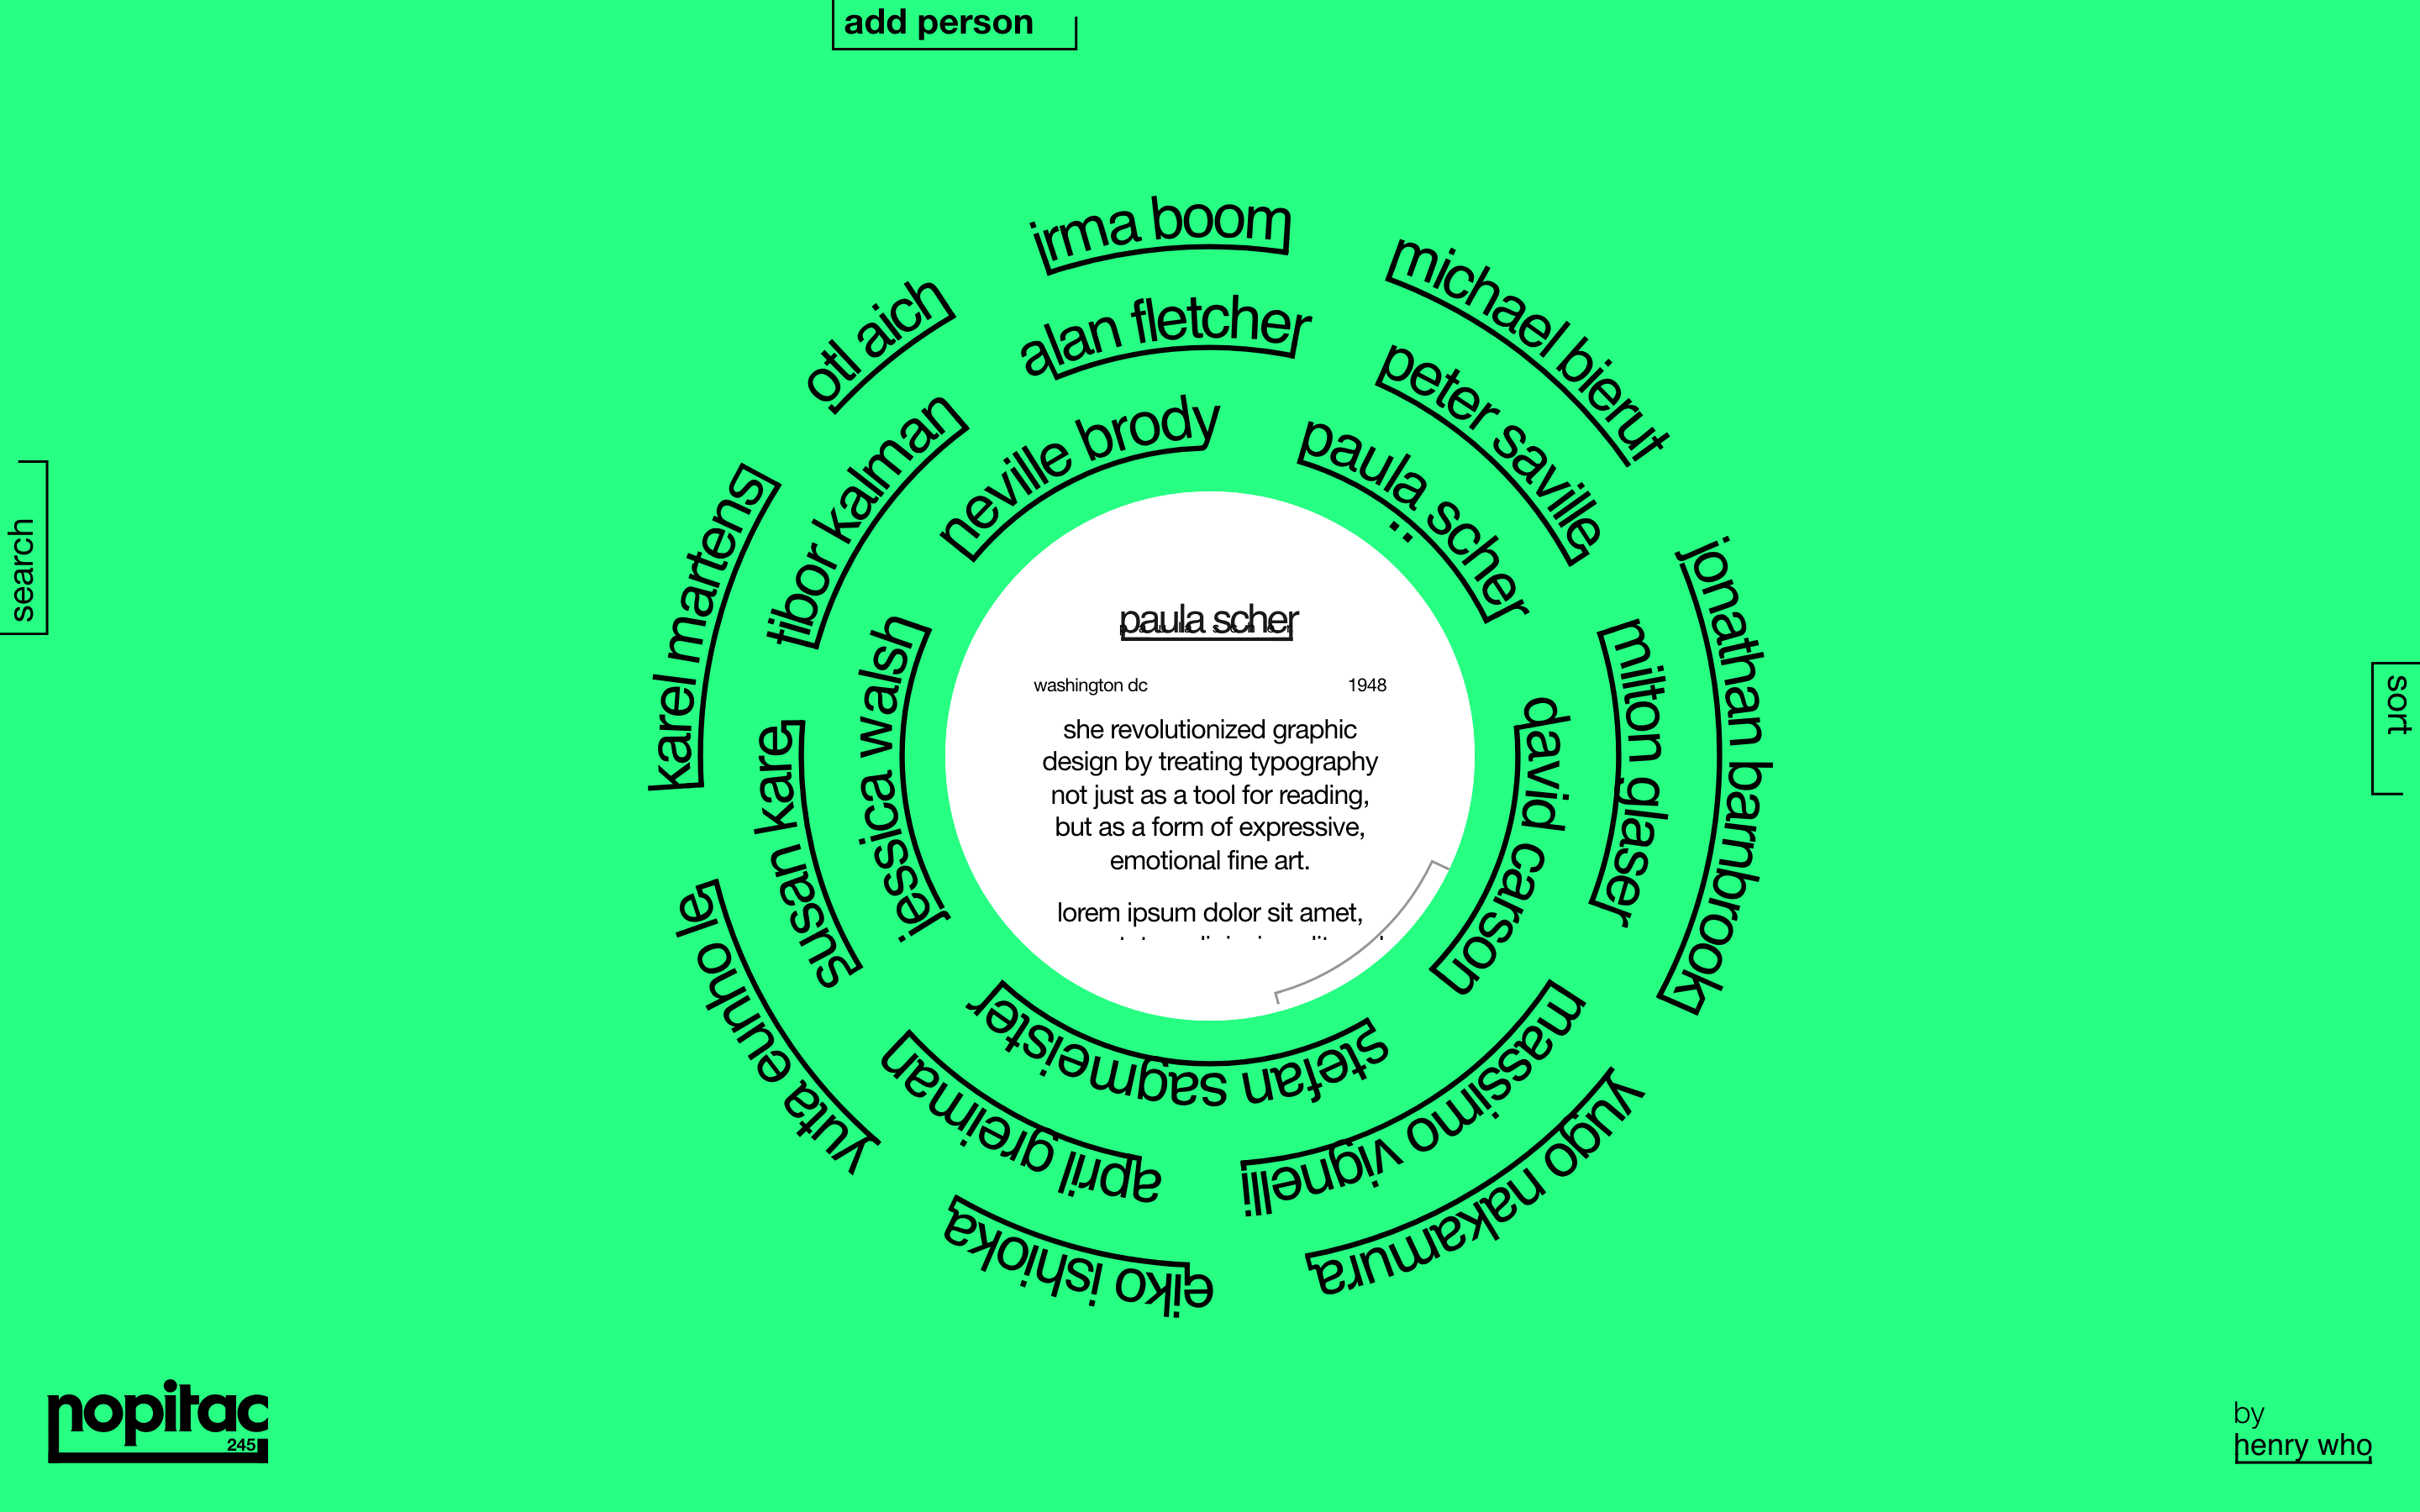 add person
search
sort
irma boom
michael bierut
jonathan barnbrook
yugo nakamura
eiko ishioka
yuta eunho le
karel martens
otl aich
alan fletcher
peter saville
milton glaser
massimo vignelli
april greiman
susan kare
tibor kalman
neville brody
paula scher
david carson
stefan sagmeister
jessica walsh
paula scher
paula scher
washington dc
1948
she revolutionized graphic
design by treating typography
not just as a tool for reading,
but as a form of expressive,
emotional fine art.
lorem ipsum dolor sit amet,
nopitac
245
by
henry who